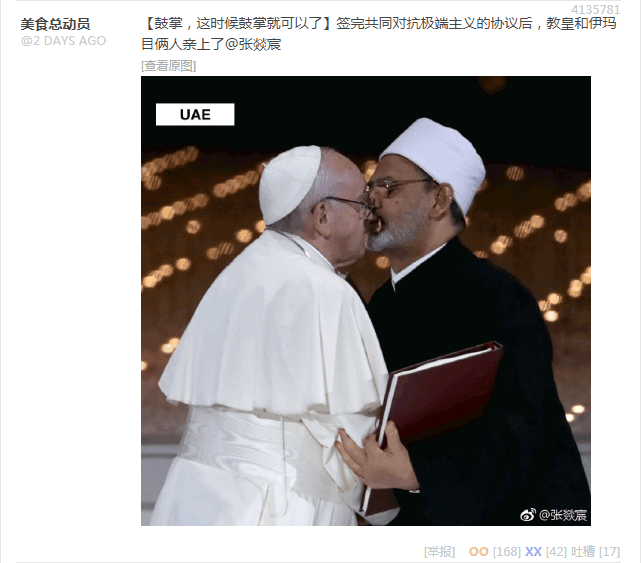 4135781
美食总动员
@2 DAYS AGO
【鼓掌，这时候鼓掌就可以了】签完共同对抗极端主义的协议后，教皇和伊玛
目俩人亲上了@张燚宸
[查看原图]
UAE
@张燚宸
[举报] OO [168] XX [42] 吐槽 [17]